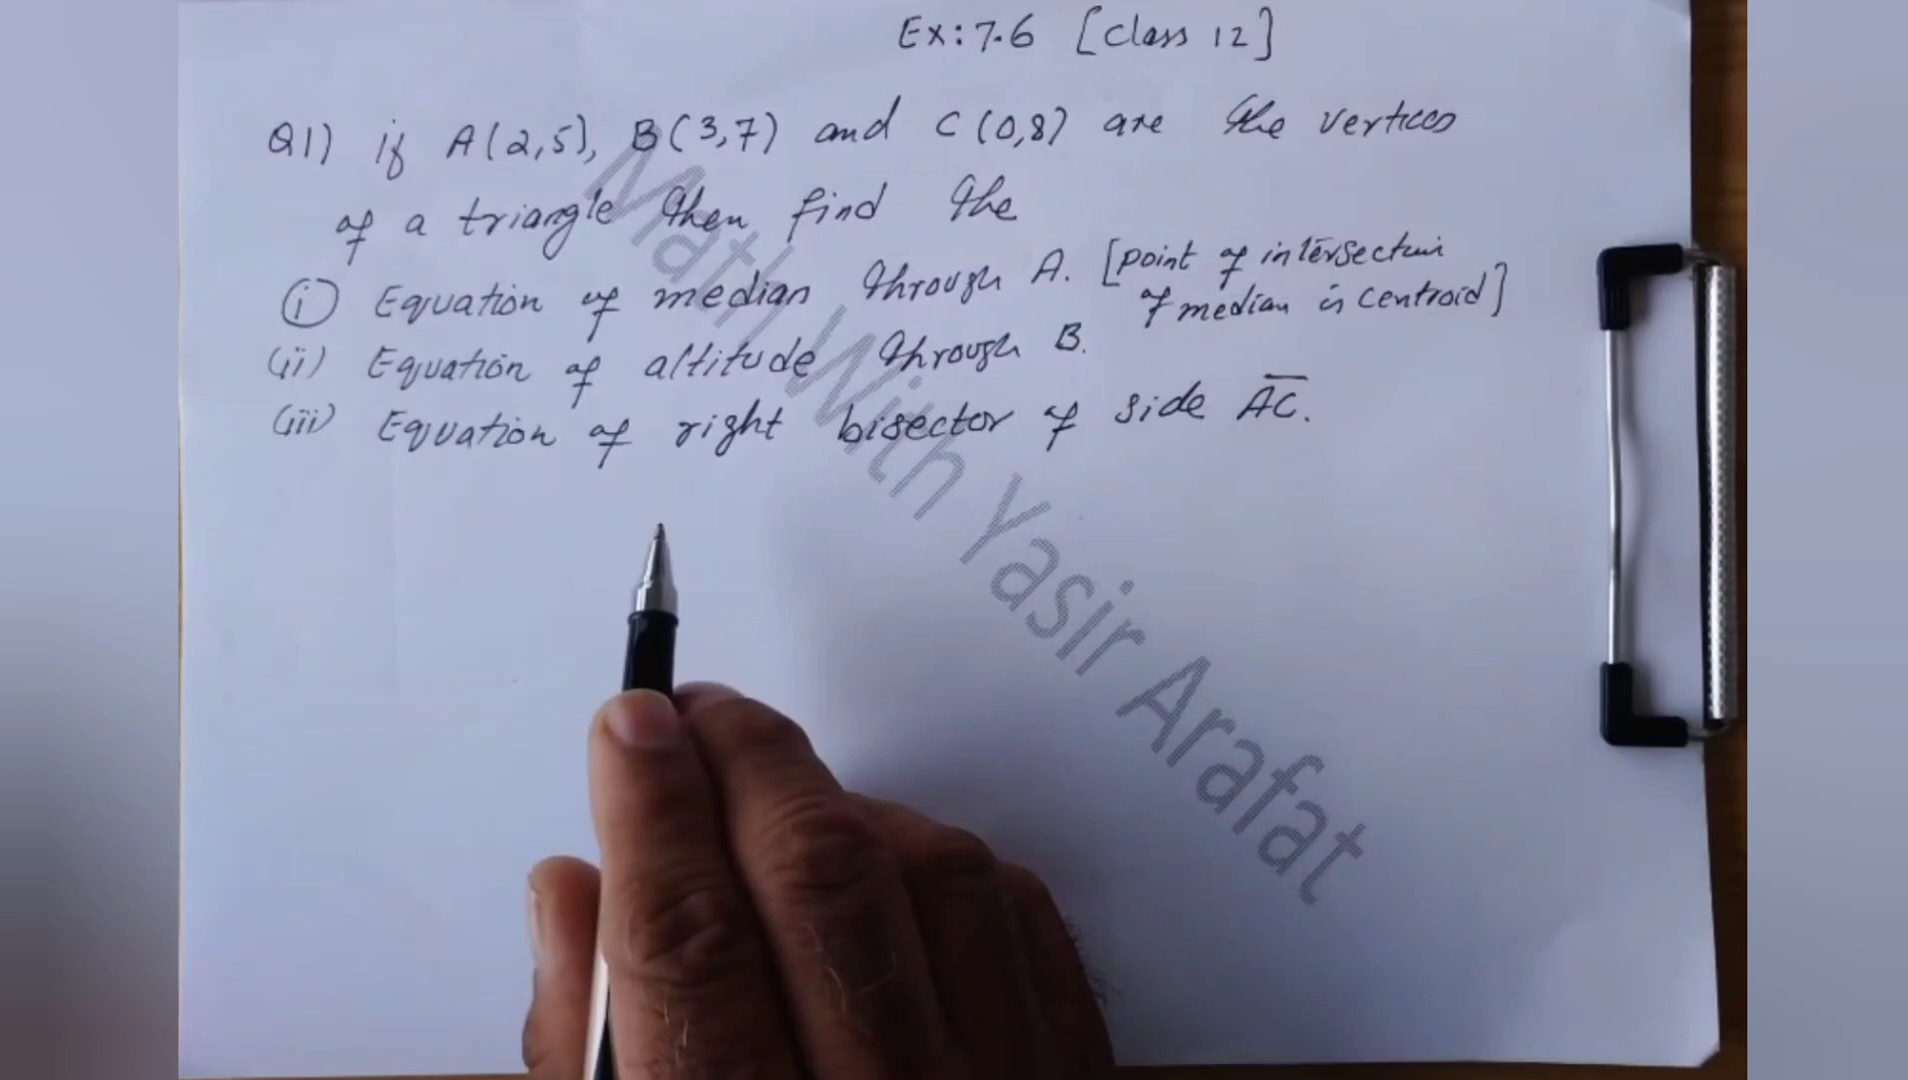 Ex: 7.6 [Class 12]
Q1) if A(2,5), B(3,7) and C(0,8) are the vertices
of a triangle then find the
(i) Equation of median through A. [point of intersection
of median is centroid]
(ii) Equation of altitude through B.
(iii) Equation of right bisector of side A̅C̅.
Math With Yasir Arafat